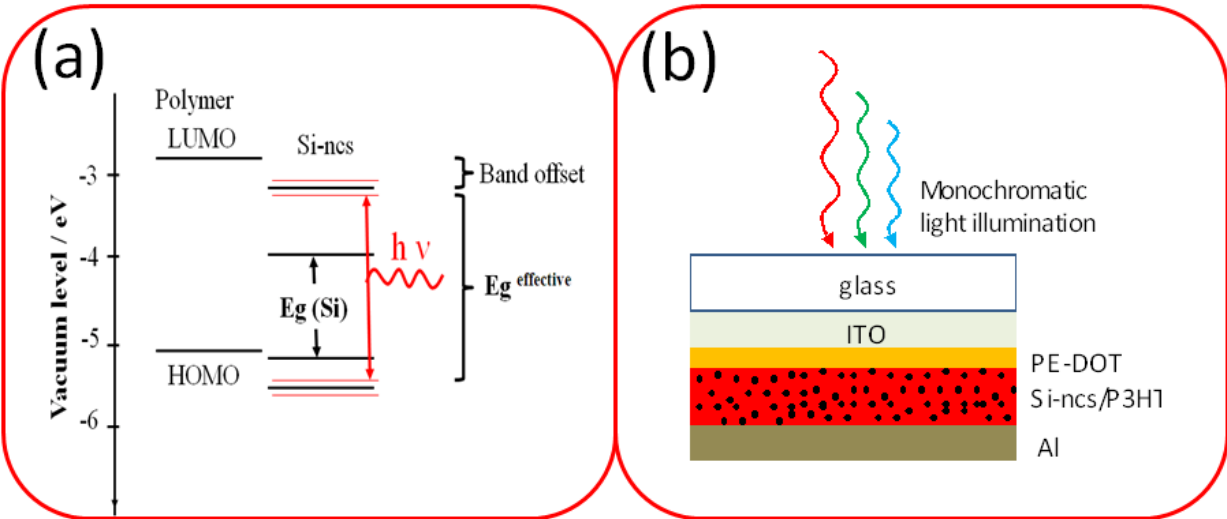 (a)
Polymer
LUMO
Si-ncs
Band offset
-3
-4
-5
-6
Vacuum level / eV
h ν
Eg (Si)
Eg effective
HOMO
(b)
Monochromatic
light illumination
glass
ITO
PE-DOT
Si-ncs/P3HT
Al